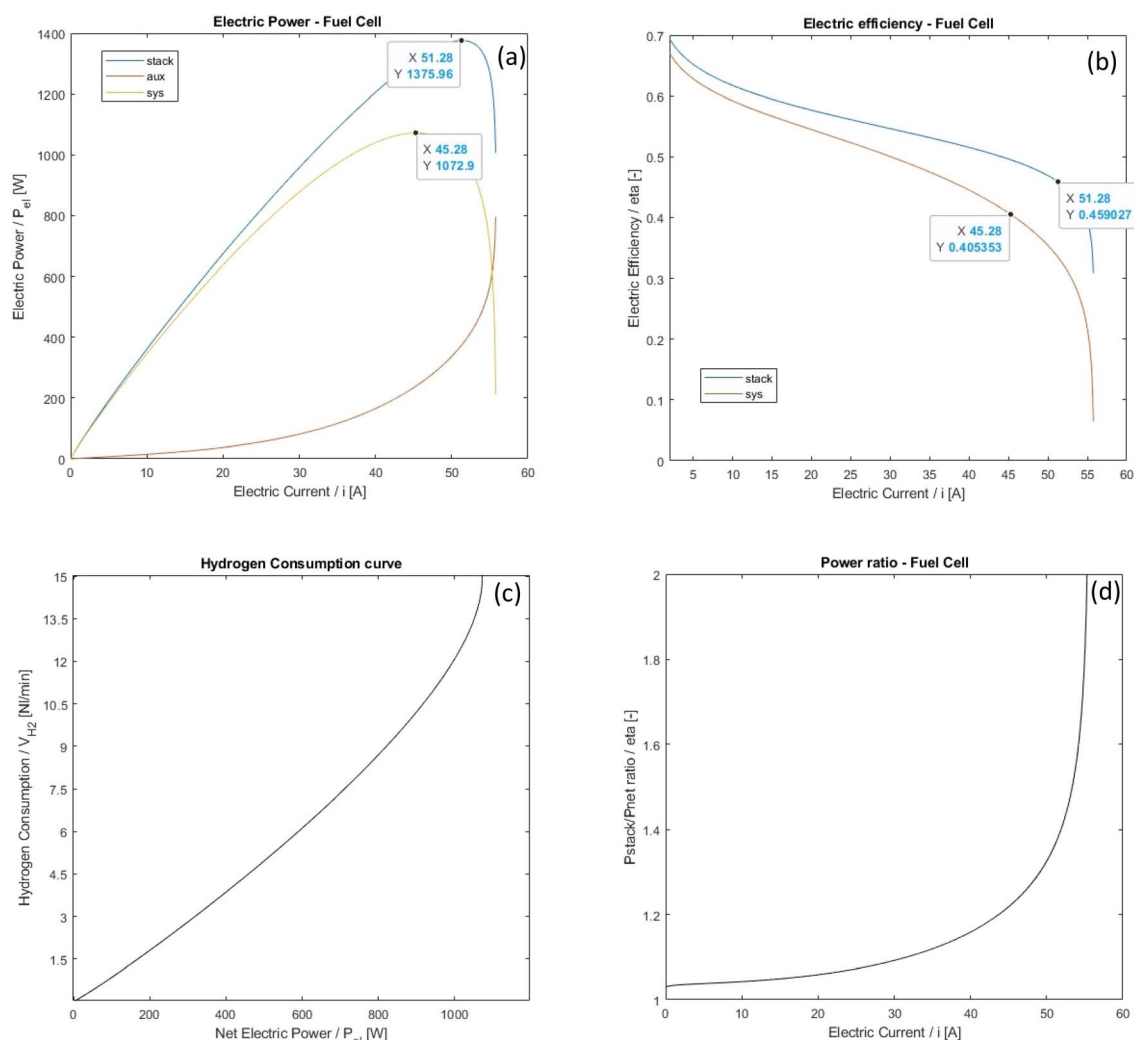 Electric Power - Fuel Cell
(a)
1400
1200
1000
800
600
400
200
0
Electric Power / P_el [W]
stack
aux
sys
X 51.28
Y 1375.96
X 45.28
Y 1072.9
0 10 20 30 40 50 60
Electric Current / i [A]
Electric efficiency - Fuel Cell
(b)
0.7
0.6
0.5
0.4
0.3
0.2
0.1
0
Electric Efficiency / eta [-]
X 51.28
Y 0.459027
X 45.28
Y 0.405353
stack
sys
5 10 15 20 25 30 35 40 45 50 55 60
Electric Current / i [A]
Hydrogen Consumption curve
(c)
15
13.5
12
10.5
9
7.5
6
4.5
3
1.5
Hydrogen Consumption / V_H2 [Nl/min]
0 200 400 600 800 1000
Net Electric Power / P_el [W]
Power ratio - Fuel Cell
(d)
2
1.8
1.6
1.4
1.2
1
Pstack/Pnet ratio / eta [-]
0 10 20 30 40 50 60
Electric Current / i [A]